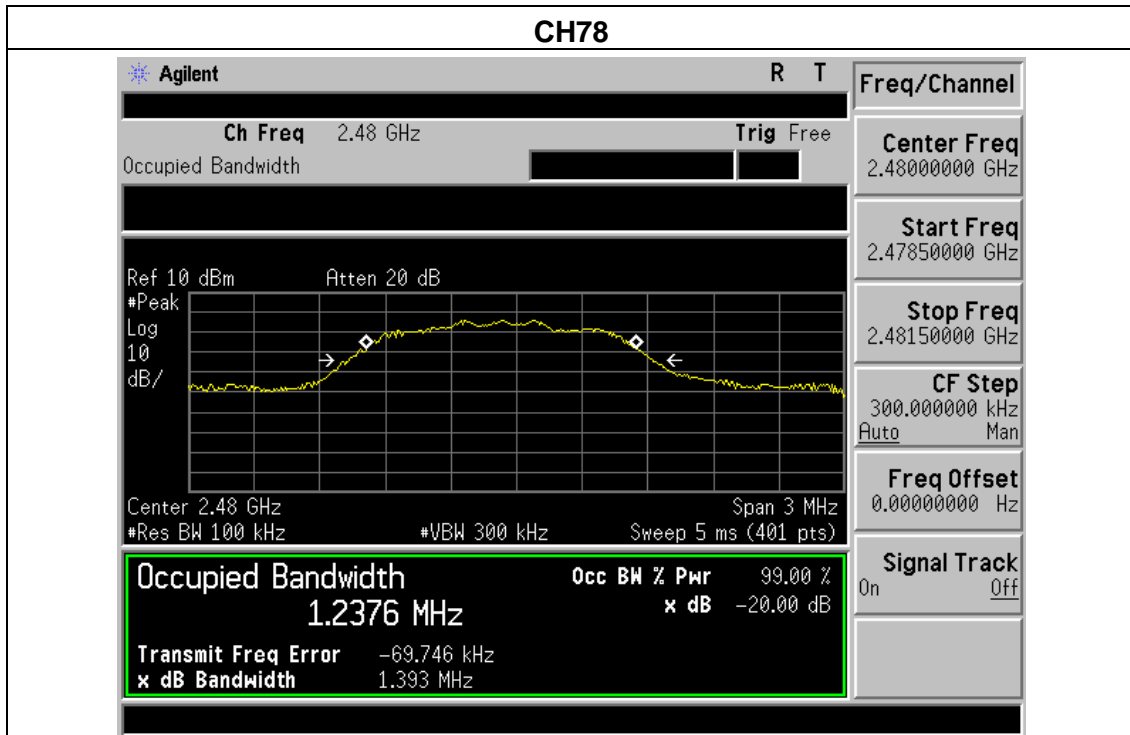 CH78
Agilent R T
Freq/Channel
Ch Freq 2.48 GHz Trig Free
Occupied Bandwidth
Center Freq
2.48000000 GHz
Start Freq
2.47850000 GHz
Stop Freq
2.48150000 GHz
CF Step
300.000000 kHz
Auto Man
Freq Offset
0.00000000 Hz
Signal Track
On Off
Ref 10 dBm Atten 20 dB
#Peak
Log
10
dB/
Center 2.48 GHz Span 3 MHz
#Res BW 100 kHz #VBW 300 kHz Sweep 5 ms (401 pts)
Occupied Bandwidth Occ BW % Pwr 99.00 %
1.2376 MHz x dB -20.00 dB
Transmit Freq Error -69.746 kHz
x dB Bandwidth 1.393 MHz